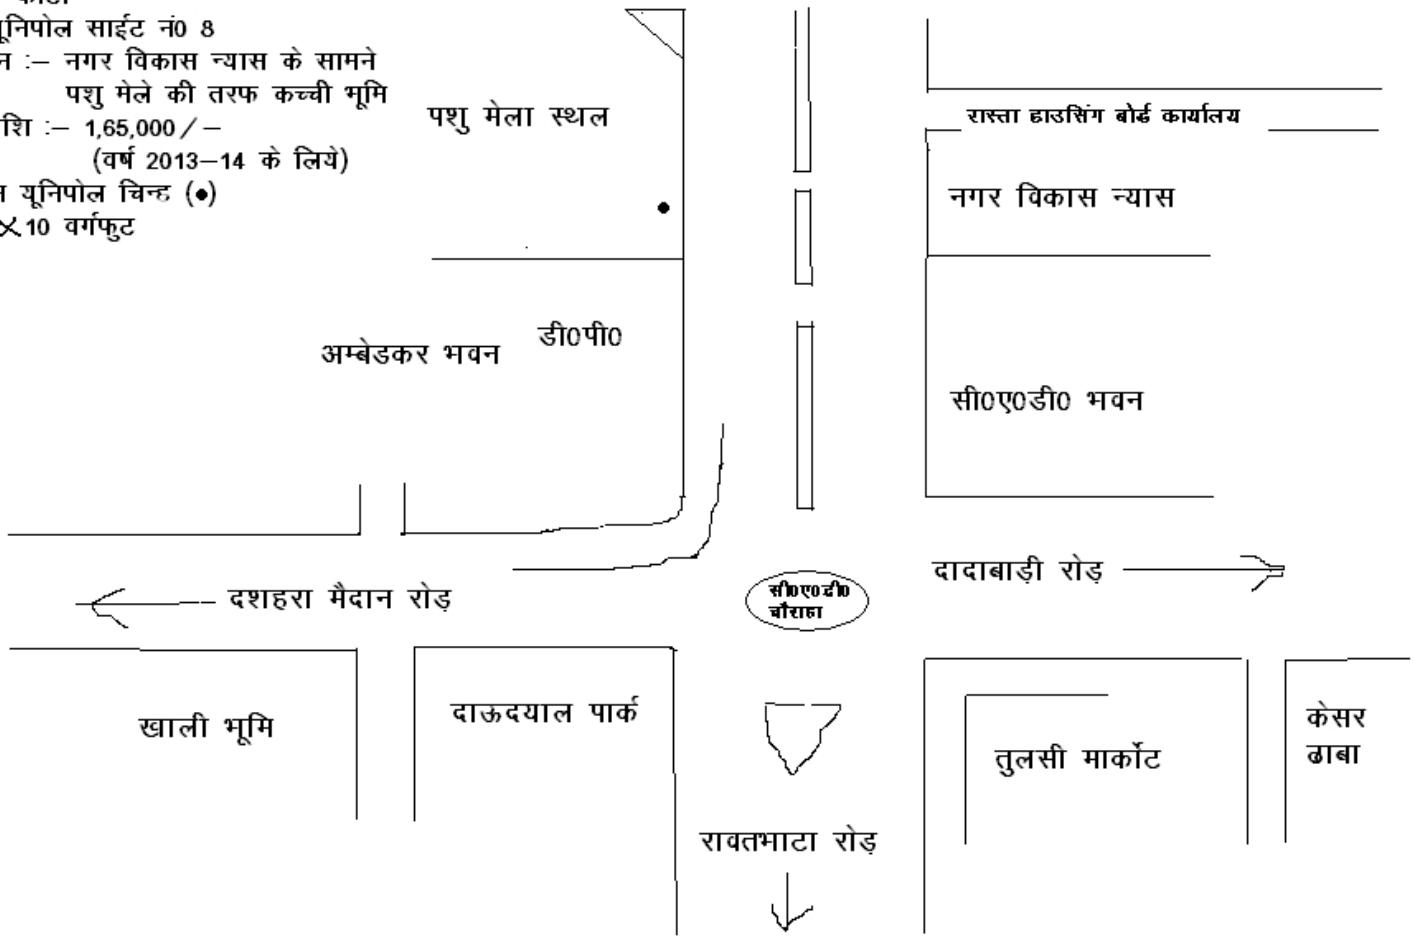 यूनिपोल साईट नं0 8
न :– नगर विकास न्यास के सामने
पशु मेले की तरफ कच्ची भूमि
शि :– 1,65,000 / –
(वर्ष 2013–14 के लिये)
न यूनिपोल चिन्ह (●)
×10 वर्गफुट
पशु मेला स्थल
रास्ता हाउसिंग बोर्ड कार्यालय
नगर विकास न्यास
डी0पी0
अम्बेडकर भवन
सी0ए0डी0 भवन
दशहरा मैदान रोड़
सी0ए0डी0
चौराहा
दादाबाड़ी रोड़
खाली भूमि
दाऊदयाल पार्क
तुलसी मार्कोट
केसर
ढाबा
रावतभाटा रोड़